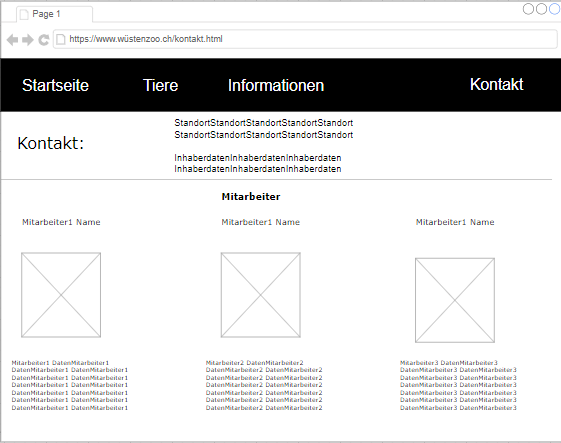 Page 1
https://www.wüstenzoo.ch/kontakt.html
Startseite Tiere Informationen Kontakt
StandortStandortStandortStandortStandort
StandortStandortStandortStandortStandort
Kontakt:
InhaberdatenInhaberdatenInhaberdaten
InhaberdatenInhaberdatenInhaberdaten
Mitarbeiter
Mitarbeiter1 Name Mitarbeiter1 Name Mitarbeiter1 Name
Mitarbeiter1 DatenMitarbeiter1
DatenMitarbeiter1 DatenMitarbeiter1
DatenMitarbeiter1 DatenMitarbeiter1
DatenMitarbeiter1 DatenMitarbeiter1
DatenMitarbeiter1 DatenMitarbeiter1
DatenMitarbeiter1 DatenMitarbeiter1
DatenMitarbeiter1 DatenMitarbeiter1
Mitarbeiter2 DatenMitarbeiter2
DatenMitarbeiter2 DatenMitarbeiter2
DatenMitarbeiter2 DatenMitarbeiter2
DatenMitarbeiter2 DatenMitarbeiter2
DatenMitarbeiter2 DatenMitarbeiter2
DatenMitarbeiter2 DatenMitarbeiter2
DatenMitarbeiter2 DatenMitarbeiter2
Mitarbeiter3 DatenMitarbeiter3
DatenMitarbeiter3 DatenMitarbeiter3
DatenMitarbeiter3 DatenMitarbeiter3
DatenMitarbeiter3 DatenMitarbeiter3
DatenMitarbeiter3 DatenMitarbeiter3
DatenMitarbeiter3 DatenMitarbeiter3
DatenMitarbeiter3 DatenMitarbeiter3